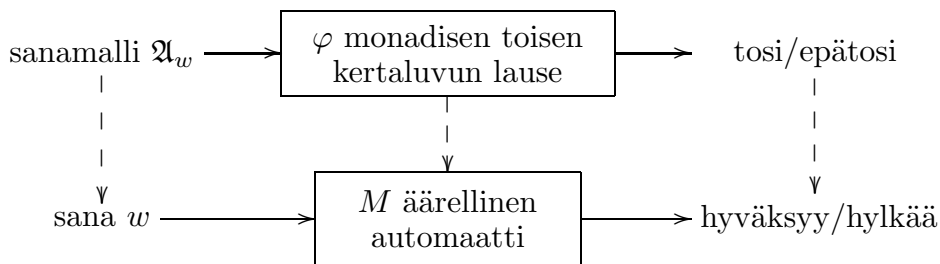 sanamalli 𝔄_w
φ monadisen toisen
kertaluvun lause
tosi/epätosi
sana w
M äärellinen
automaatti
hyväksyy/hylkää